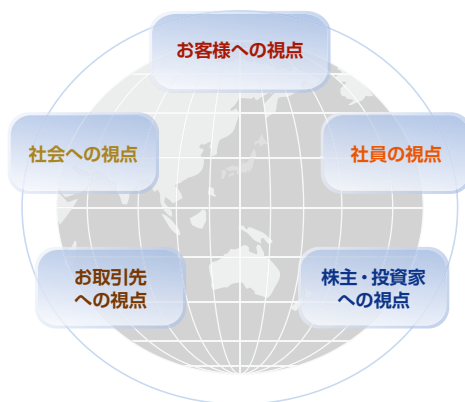 お客様への視点
社会への視点
社員の視点
お取引先
への視点
株主・投資家
への視点